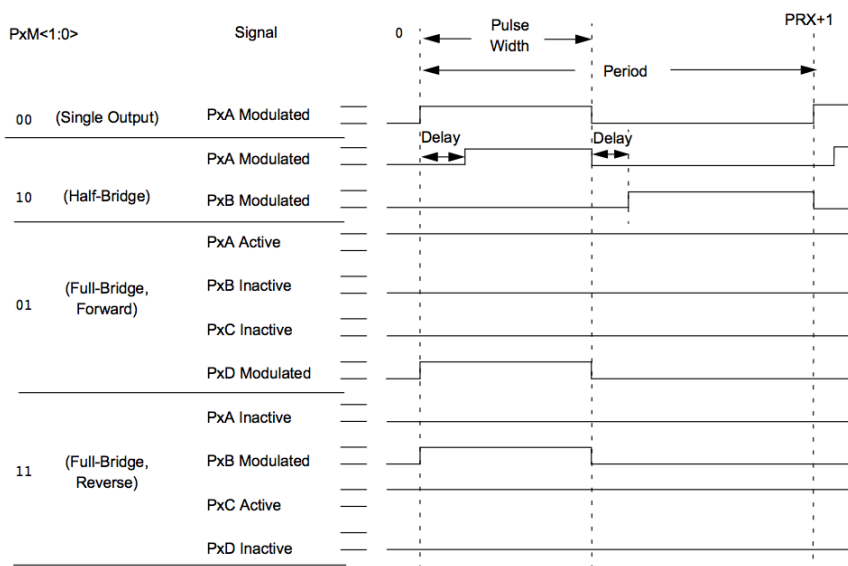 PxM<1:0> Signal 0 Pulse Width PRX+1
Period
00 (Single Output) PxA Modulated
Delay Delay
PxA Modulated
10 (Half-Bridge) PxB Modulated
PxA Active
01 (Full-Bridge, Forward) PxB Inactive
PxC Inactive
PxD Modulated
PxA Inactive
11 (Full-Bridge, Reverse) PxB Modulated
PxC Active
PxD Inactive